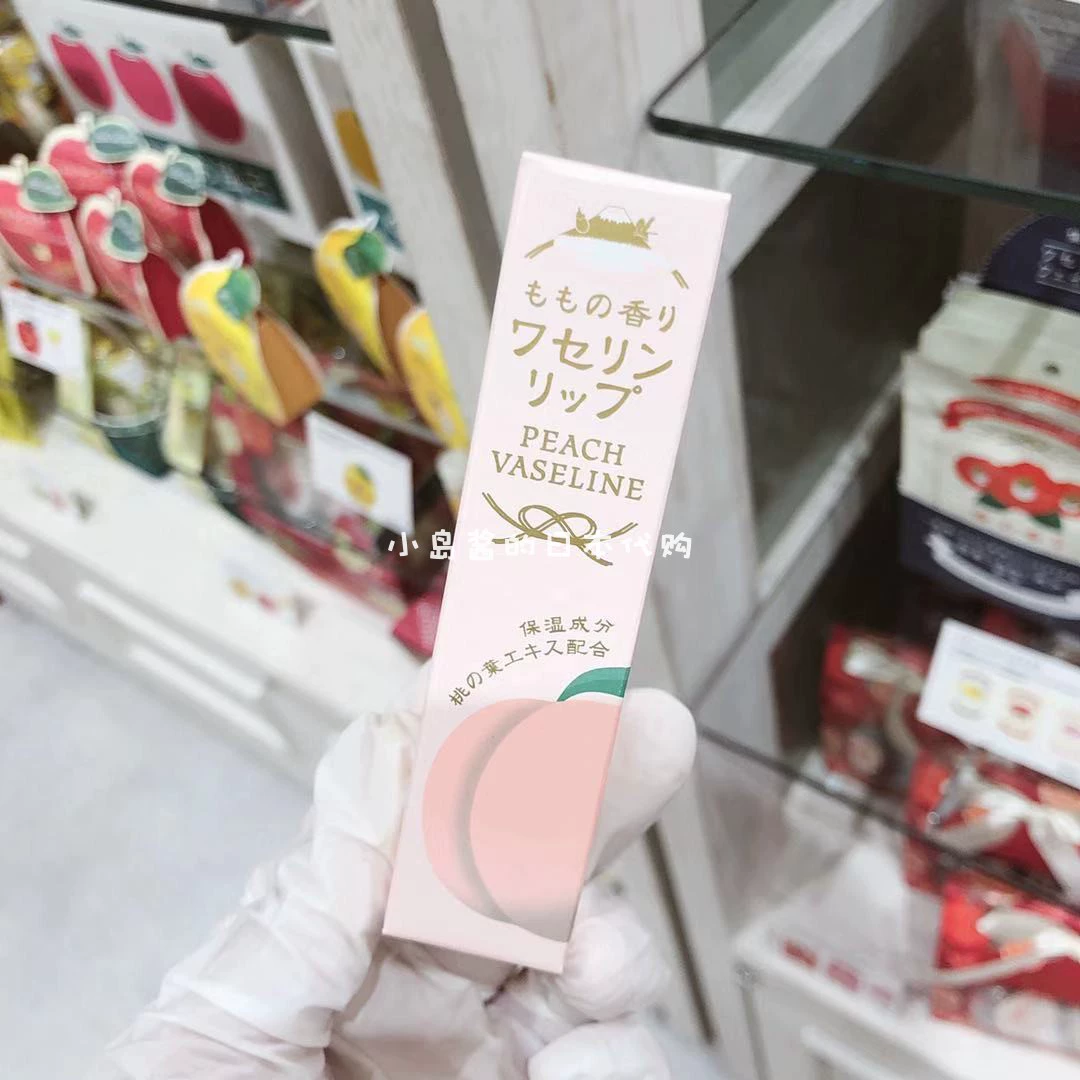 ももの香り
ワセリン
リップ
PEACH
VASELINE
小岛酱的日本代购
保湿成分
桃の葉エキス配合